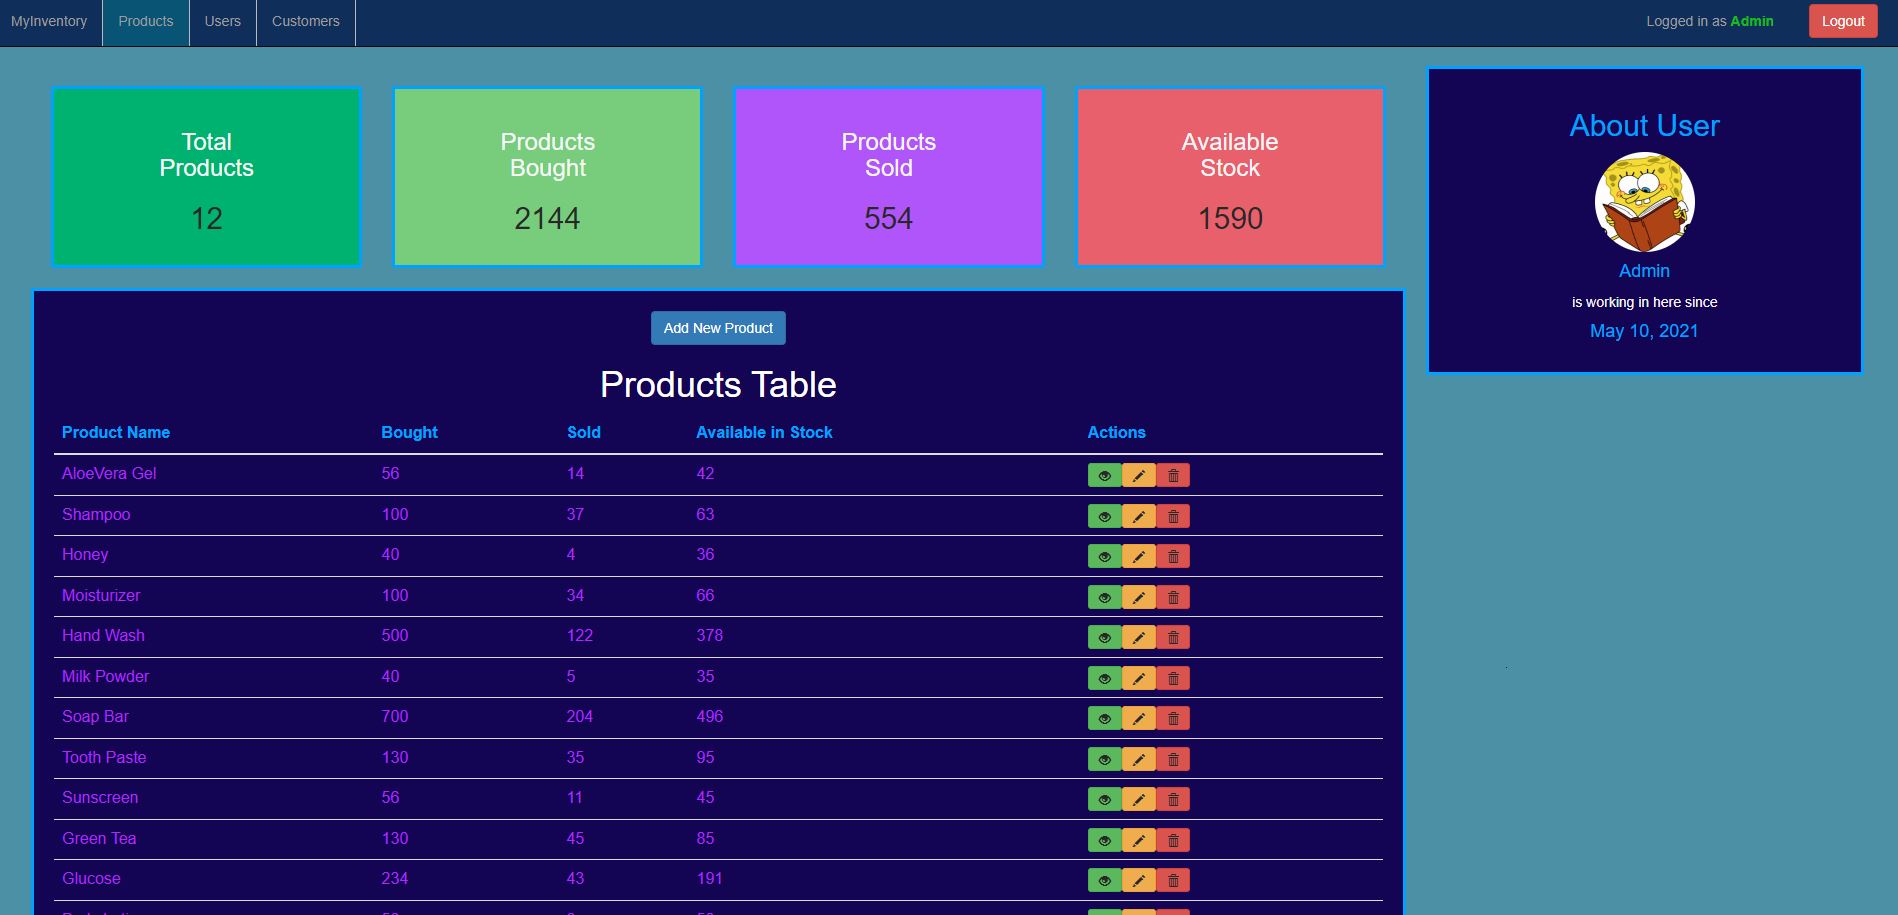 MyInventory Products Users Customers Logged in as Admin Logout
Total
Products
12
Products
Bought
2144
Products
Sold
554
Available
Stock
1590
About User
Admin
is working in here since
May 10, 2021
Add New Product
Products Table
Product Name Bought Sold Available in Stock Actions
AloeVera Gel 56 14 42
Shampoo 100 37 63
Honey 40 4 36
Moisturizer 100 34 66
Hand Wash 500 122 378
Milk Powder 40 5 35
Soap Bar 700 204 496
Tooth Paste 130 35 95
Sunscreen 56 11 45
Green Tea 130 45 85
Glucose 234 43 191